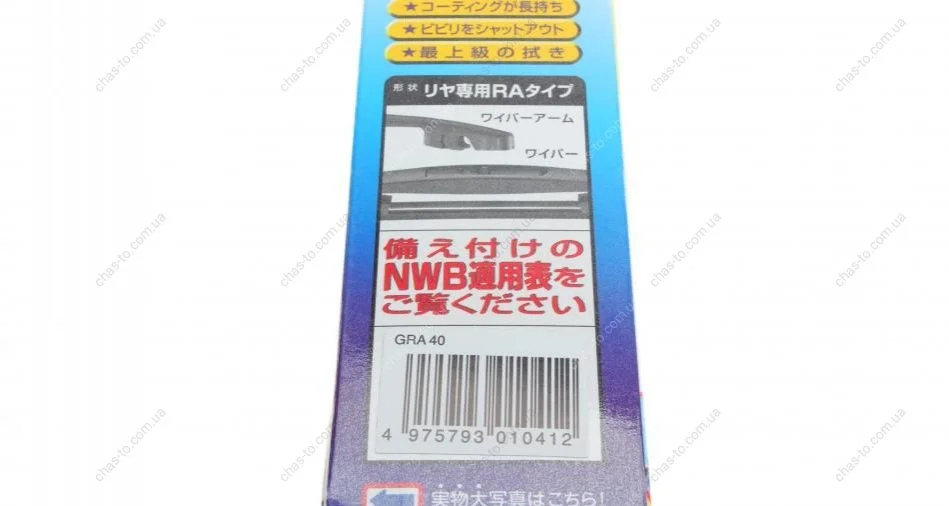 ★コーティングが長持ち
★ビビリをシャットアウト
★最上級の拭き
形状 リヤ専用RAタイプ
ワイパーアーム
ワイパー
備え付けの
NWB適用表を
ご覧ください
GRA 40
4 975793 010412
実物大写真はこちら!
chas-to.com.ua